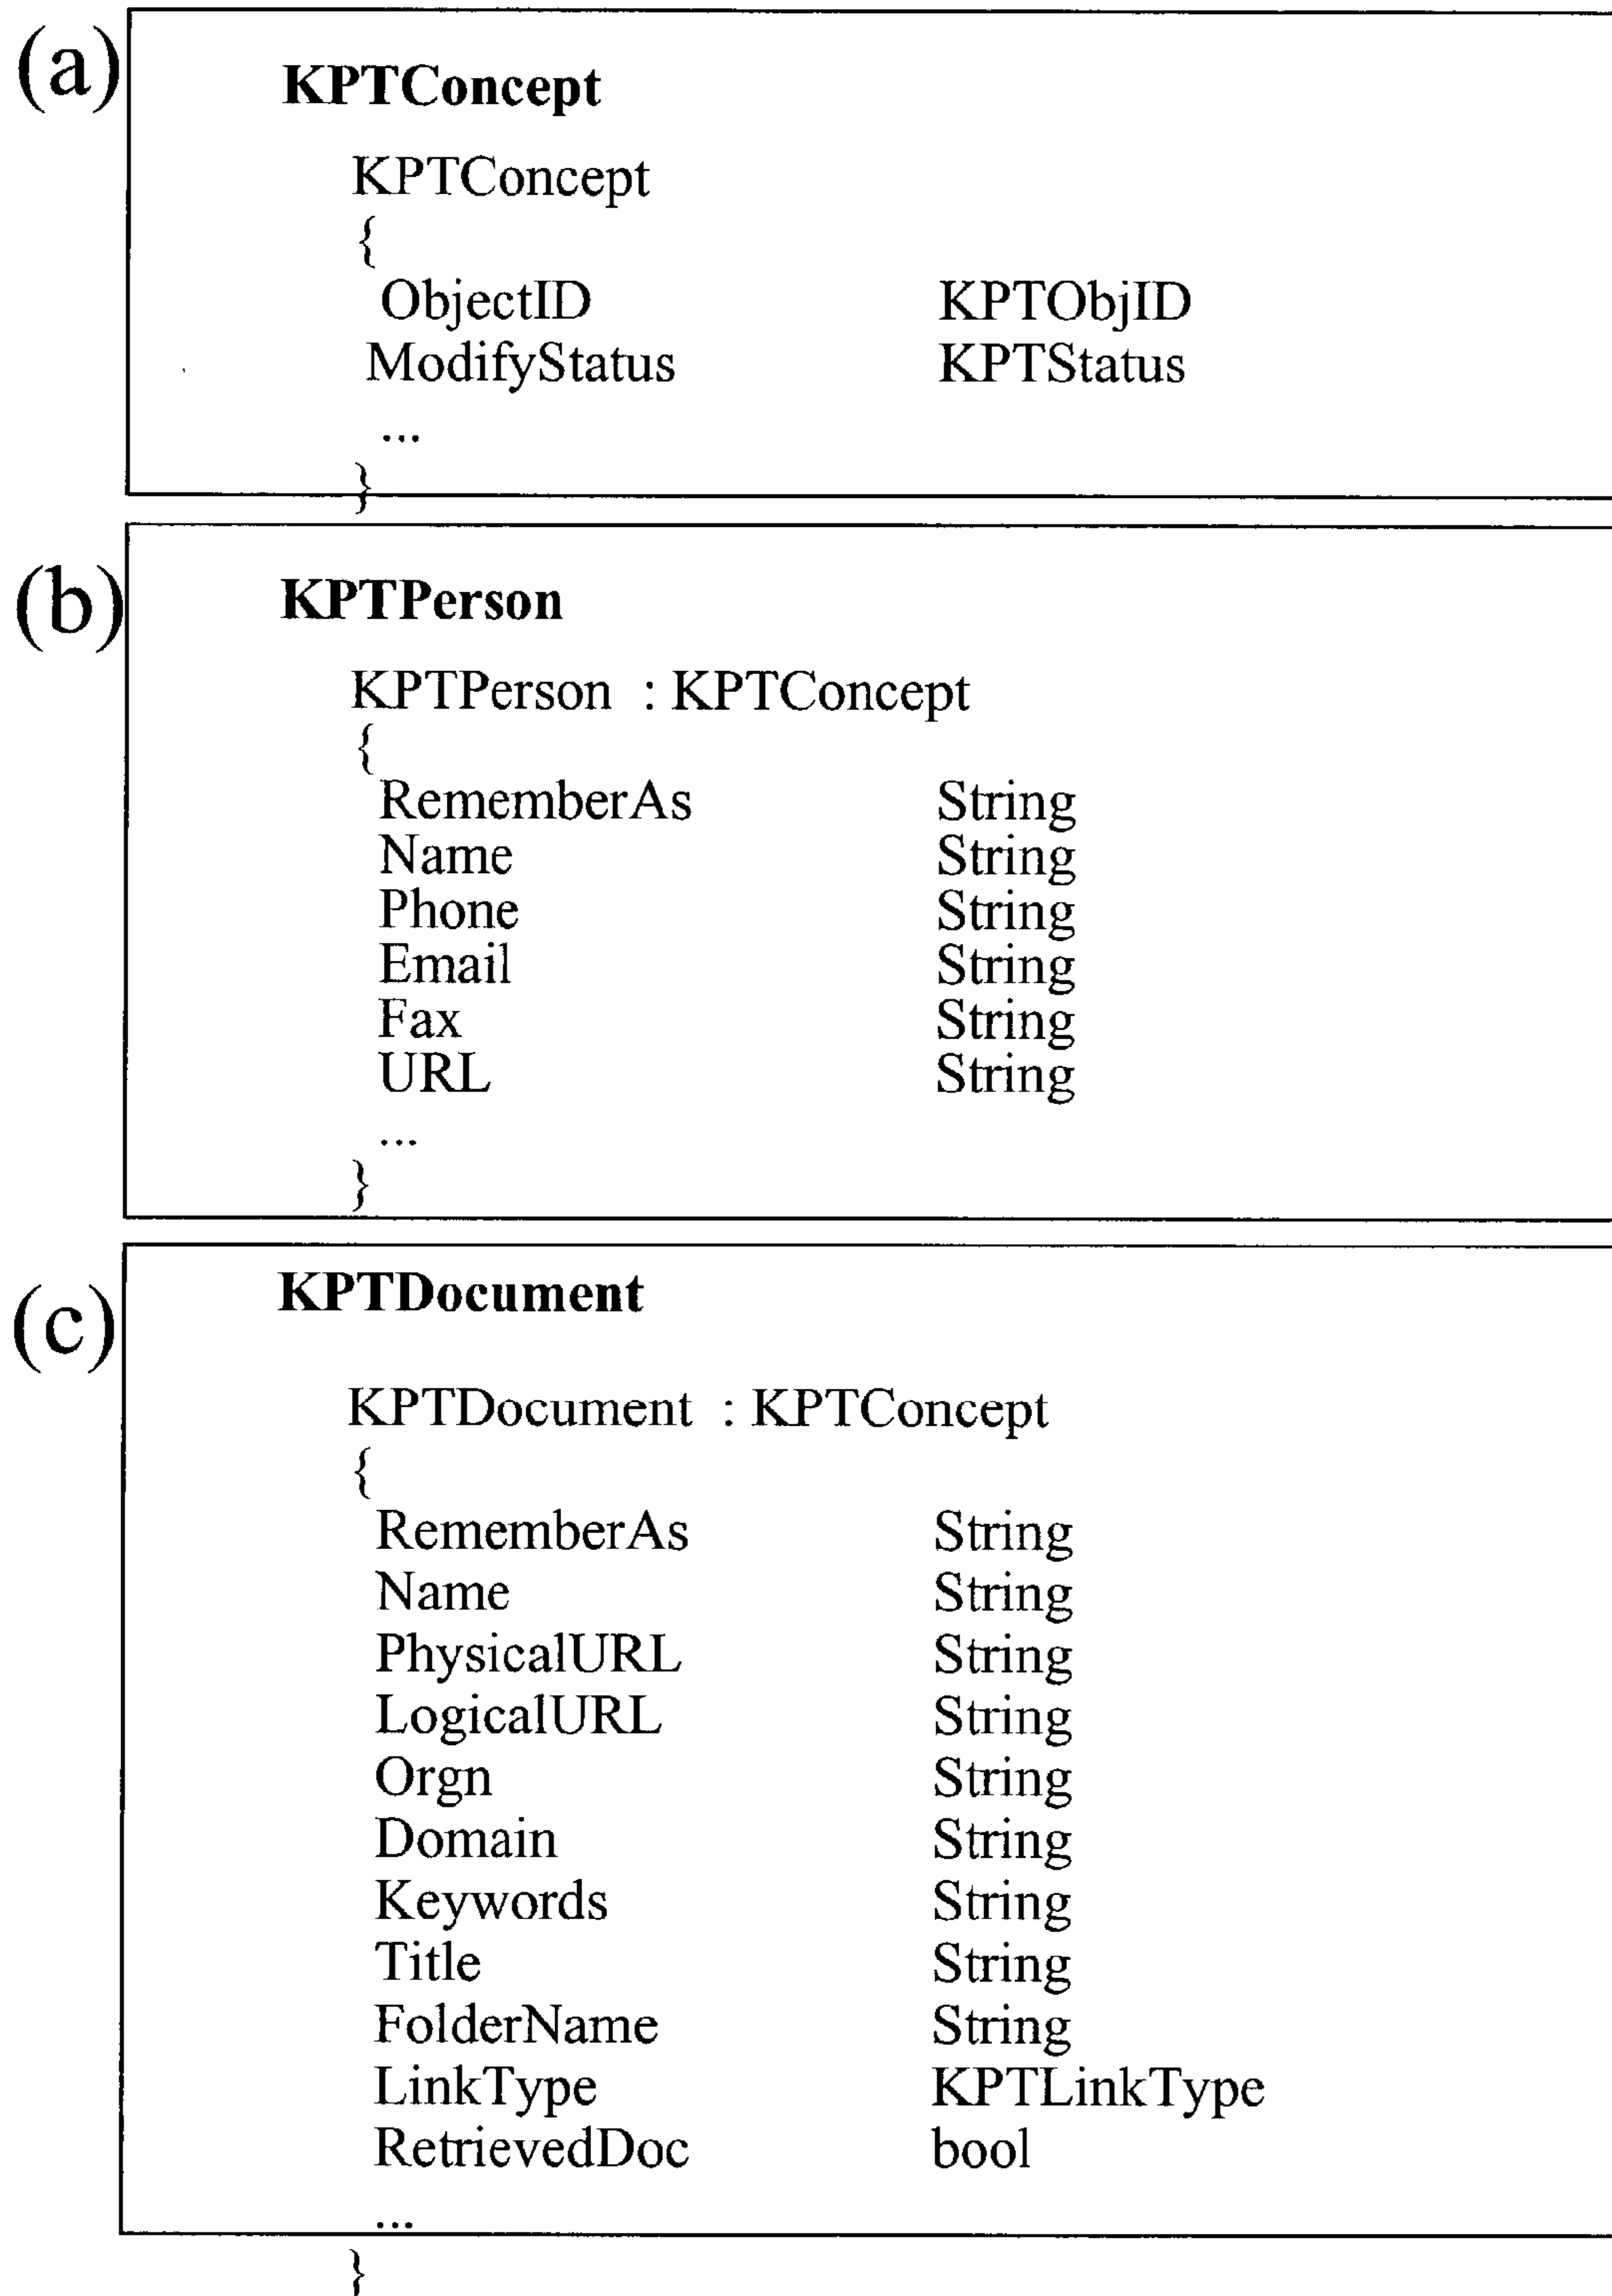 (a)
KPTConcept
KPTConcept
{
ObjectID KPTObjID
ModifyStatus KPTStatus
...
}
(b)
KPTPerson
KPTPerson : KPTConcept
{
RememberAs String
Name String
Phone String
Email String
Fax String
URL String
...
}
(c)
KPTDocument
KPTDocument : KPTConcept
{
RememberAs String
Name String
PhysicalURL String
LogicalURL String
Orgn String
Domain String
Keywords String
Title String
FolderName String
LinkType KPTLinkType
RetrievedDoc bool
...
}